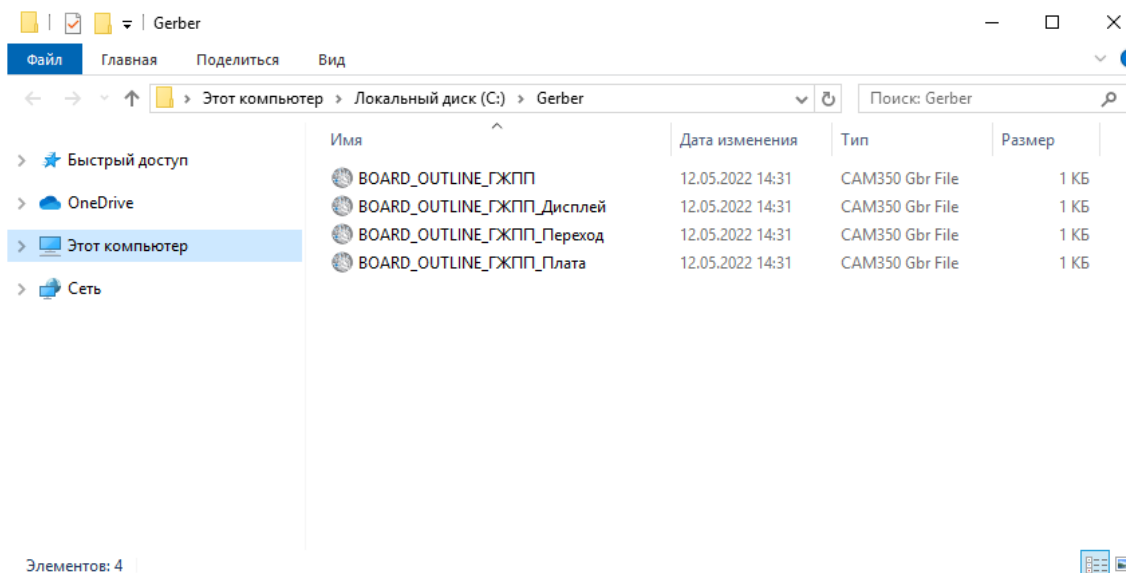 Gerber
Файл Главная Поделиться Вид
Этот компьютер Локальный диск (C:) Gerber Поиск: Gerber
Имя Дата изменения Тип Размер
Быстрый доступ
OneDrive
Этот компьютер
Сеть
BOARD_OUTLINE_ГЖПП 12.05.2022 14:31 CAM350 Gbr File 1 КБ
BOARD_OUTLINE_ГЖПП_Дисплей 12.05.2022 14:31 CAM350 Gbr File 1 КБ
BOARD_OUTLINE_ГЖПП_Переход 12.05.2022 14:31 CAM350 Gbr File 1 КБ
BOARD_OUTLINE_ГЖПП_Плата 12.05.2022 14:31 CAM350 Gbr File 1 КБ
Элементов: 4